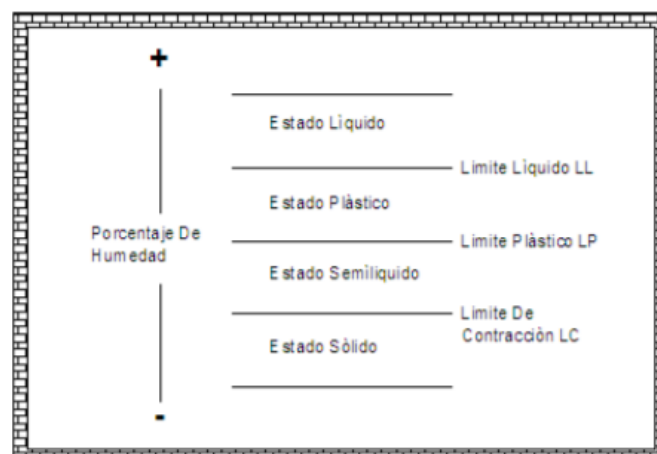 +
Estado Lìquido
Limite Lìquido LL
Estado Plàstico
Porcentaje De
Humedad
Limite Plàstico LP
Estado Semìliquido
Limite De
Contracciòn LC
Estado Sòlido
-